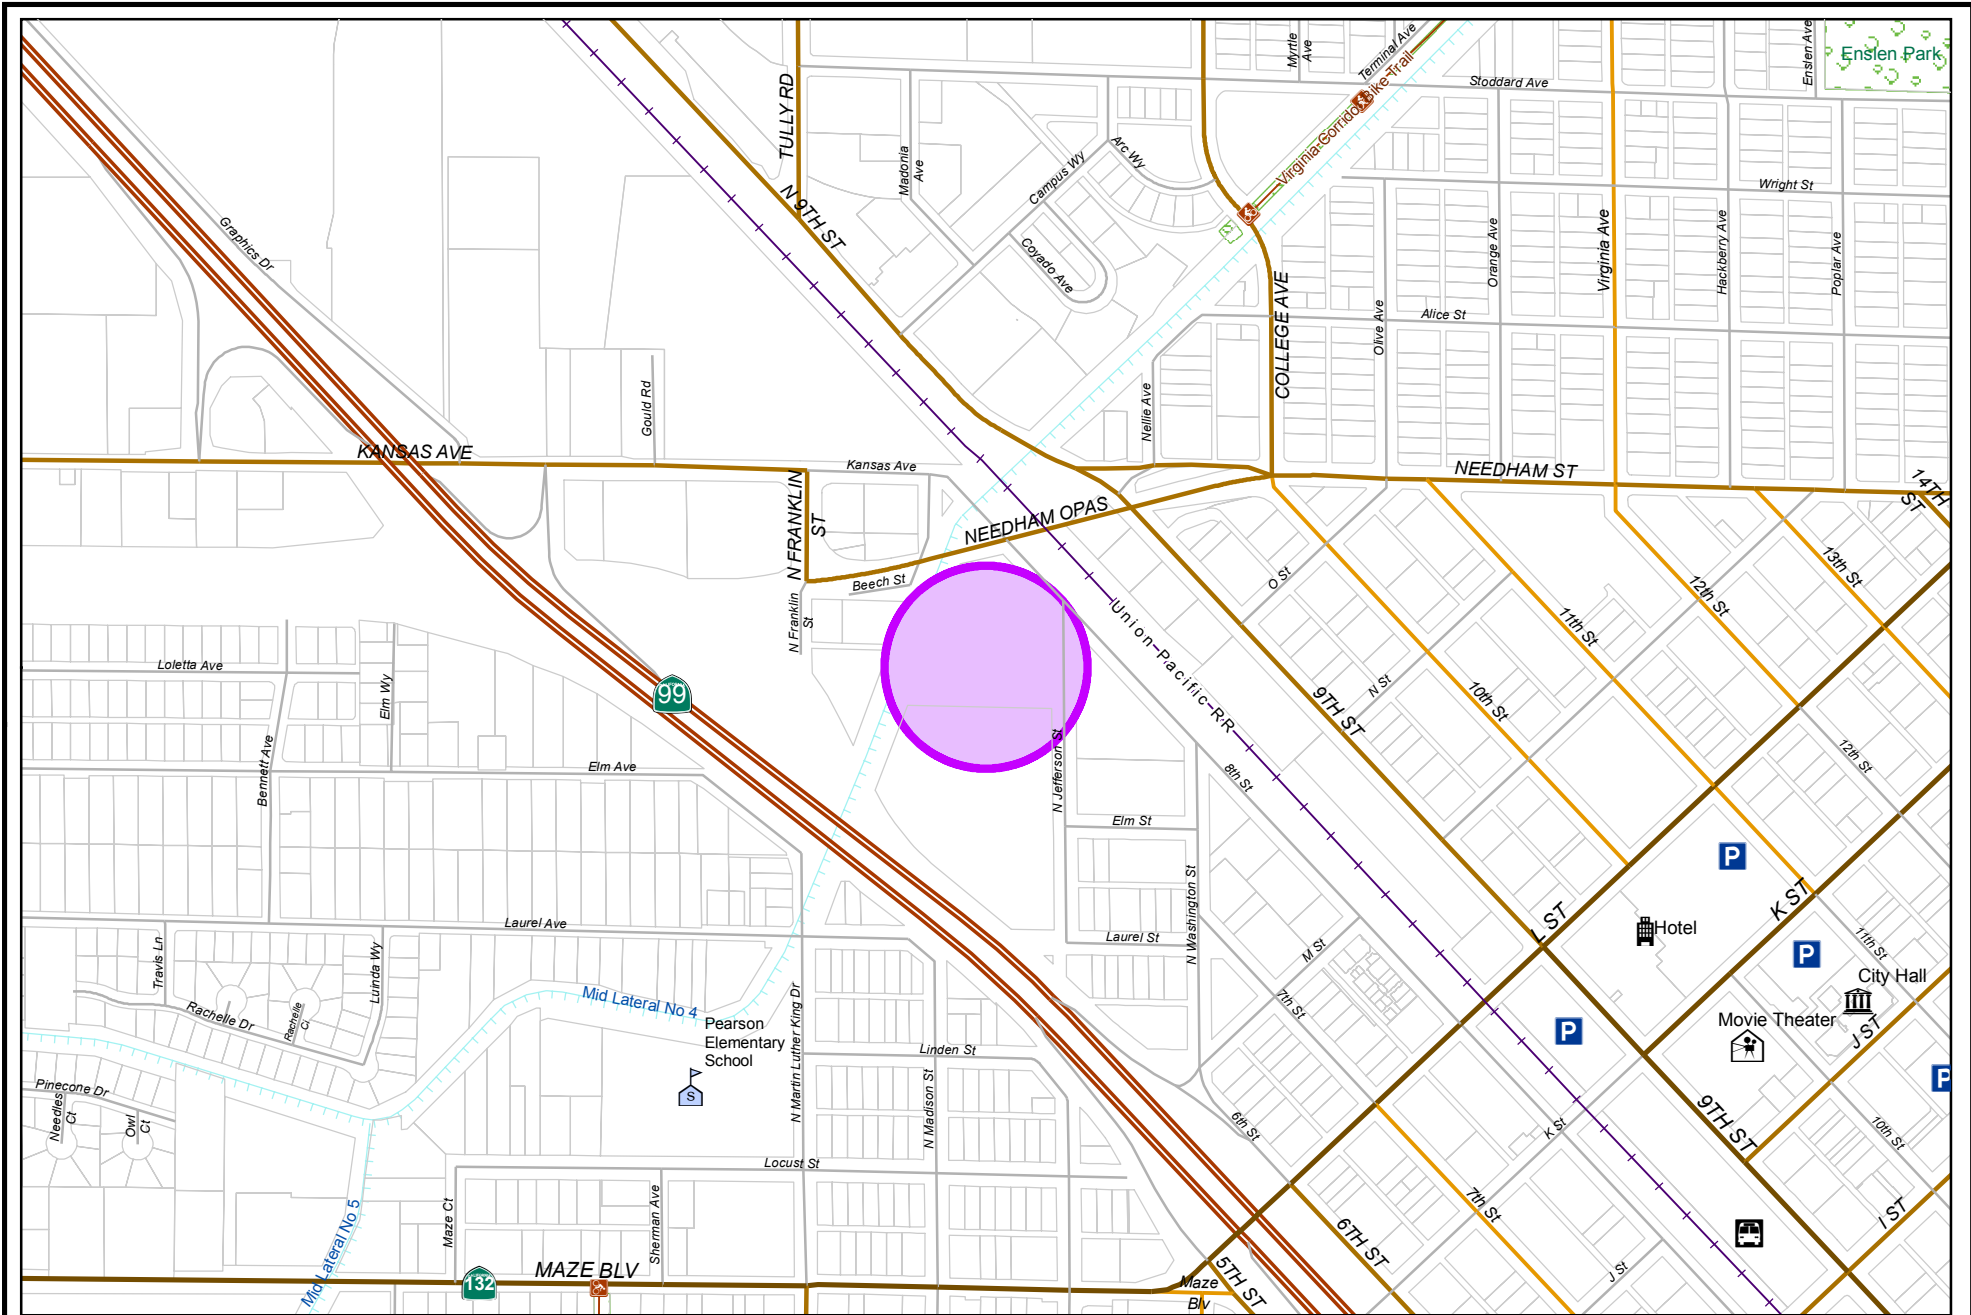 Enslen Park
Enslen Ave
Myrtle
Ave
Terminal Ave
Stoddard Ave
Virginia Corridor Bike Trail
TULLY RD
Madonia
Ave
Arc Wy
Campus Wy
Wright St
N 9TH ST
Graphics Dr
Coyado Ave
Orange Ave
Virginia Ave
Hackberry Ave
Poplar Ave
COLLEGE AVE
Olive Ave
Alice St
Gould Rd
Nellie Ave
KANSAS AVE
Kansas Ave
NEEDHAM ST
14TH
ST
N FRANKLIN
ST
NEEDHAM OPAS
Beech St
O St
13th St
12th St
11th St
N Franklin
St
Union Pacific RR
Loletta Ave
Elm Wy
99
N St
10th St
9TH ST
Bennett Ave
Elm Ave
N Jefferson St
8th St
12th St
Elm St
P
K ST
L ST
Hotel
N Washington St
Laurel Ave
Laurel St
M St
11th St
P
City Hall
Travis Ln
Luinda Wy
Rachelle Dr
Rachelle
Ci
Mid Lateral No 4
Pearson
Elementary
School
S
N Martin Luther King Dr
7th St
P
Movie Theater
J ST
Linden St
N Madison St
P
Pinecone Dr
Needles
Ct
Owl
Ct
6th St
K St
9TH ST
10th St
Locust St
Maze Ct
Sherman Ave
7th St
I ST
Mid Lateral No 5
6TH ST
J St
132
MAZE BLV
5TH ST
Maze
Blv